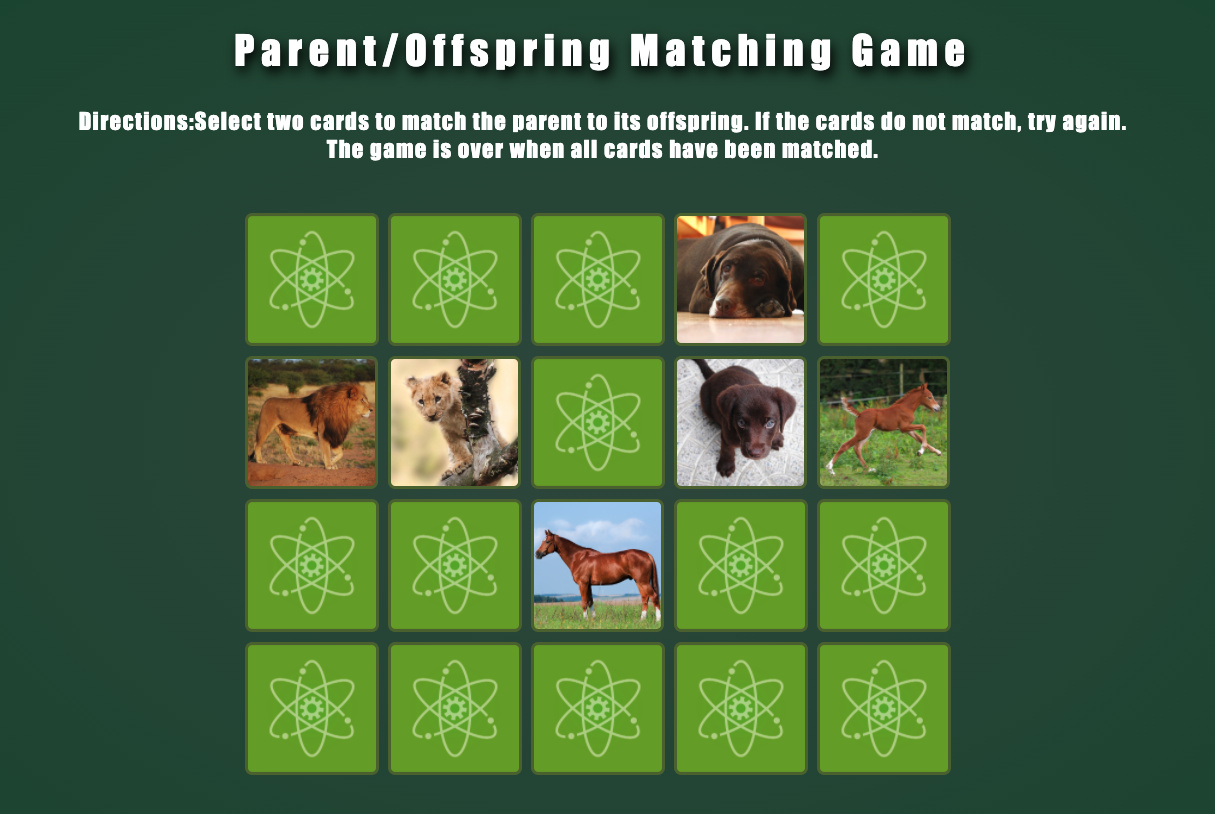 Parent/Offspring Matching Game
Directions:Select two cards to match the parent to its offspring. If the cards do not match, try again.
The game is over when all cards have been matched.